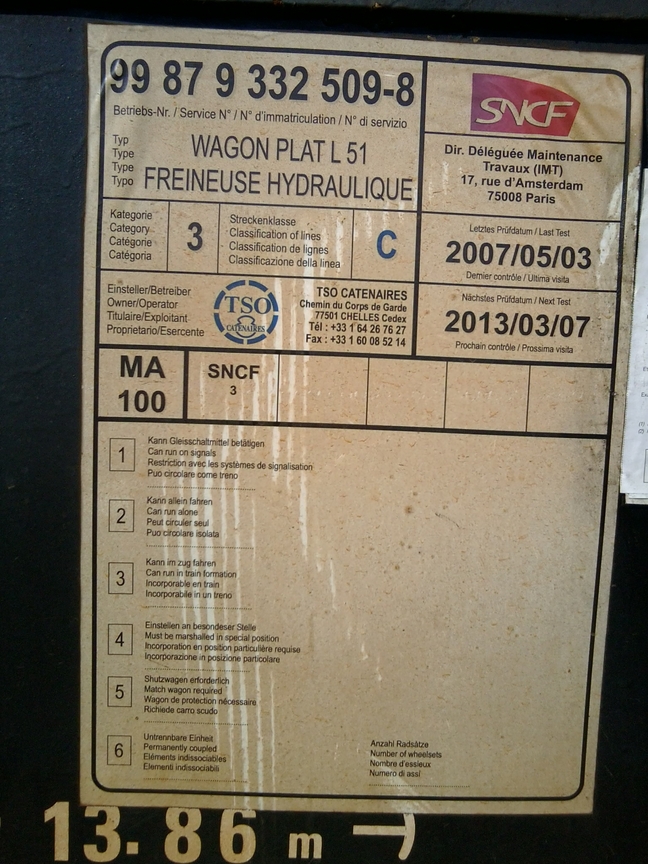 99 87 9 332 509-8
Betriebs-Nr. / Service N° / N° d'immatriculation / N° di servizio
Typ
Type
Type
Typo
WAGON PLAT L 51
FREINEUSE HYDRAULIQUE
SNCF
Dir. Déléguée Maintenance
Travaux (IMT)
17, rue d'Amsterdam
75008 Paris
Kategorie
Category
Catégorie
Catégoria
3
Streckenklasse
Classification of lines
Classification de lignes
Classificazione della linea
C
Letztes Prüfdatum / Last Test
2007/05/03
Dernier contrôle / Ultima visita
Einsteller/Betreiber
Owner/Operator
Titulaire/Exploitant
Proprietario/Esercente
TSO
CATENAIRES
TSO CATENAIRES
Chemin du Corps de Garde
77501 CHELLES Cedex
Tél : +33 1 64 26 76 27
Fax : +33 1 60 08 52 14
Nächstes Prüfdatum / Next Test
2013/03/07
Prochain contrôle / Prossima visita
MA
100
SNCF
3
1
Kann Gleisschaltmittel betätigen
Can run on signals
Restriction avec les systèmes de signalisation
Puo circolare come treno
2
Kann allein fahren
Can run alone
Peut circuler seul
Puo circolare isolata
3
Kann im zug fahren
Can run in train formation
Incorporable en train
Incorporabile in un treno
4
Einstellen an besondeser Stelle
Must be marshalled in special position
Incorporation en position particulière requise
Incorporazione in posizione particolare
5
Shutzwagen erforderlich
Match wagon required
Wagon de protection nécessaire
Richiede carro scudo
6
Untrennbare Einheit
Permanently coupled
Eléments indissociables
Elementi indissociabili
Anzahl Radsätze
Number of wheelsets
Nombre d'essieux
Numero di assi
13.86 m